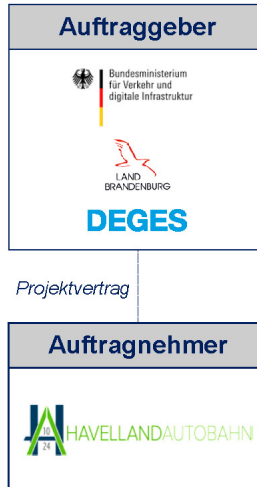 Auftraggeber
Bundesministerium
für Verkehr und
digitale Infrastruktur
LAND
BRANDENBURG
DEGES
Projektvertrag
Auftragnehmer
10
24
HAVELLANDAUTOBAHN